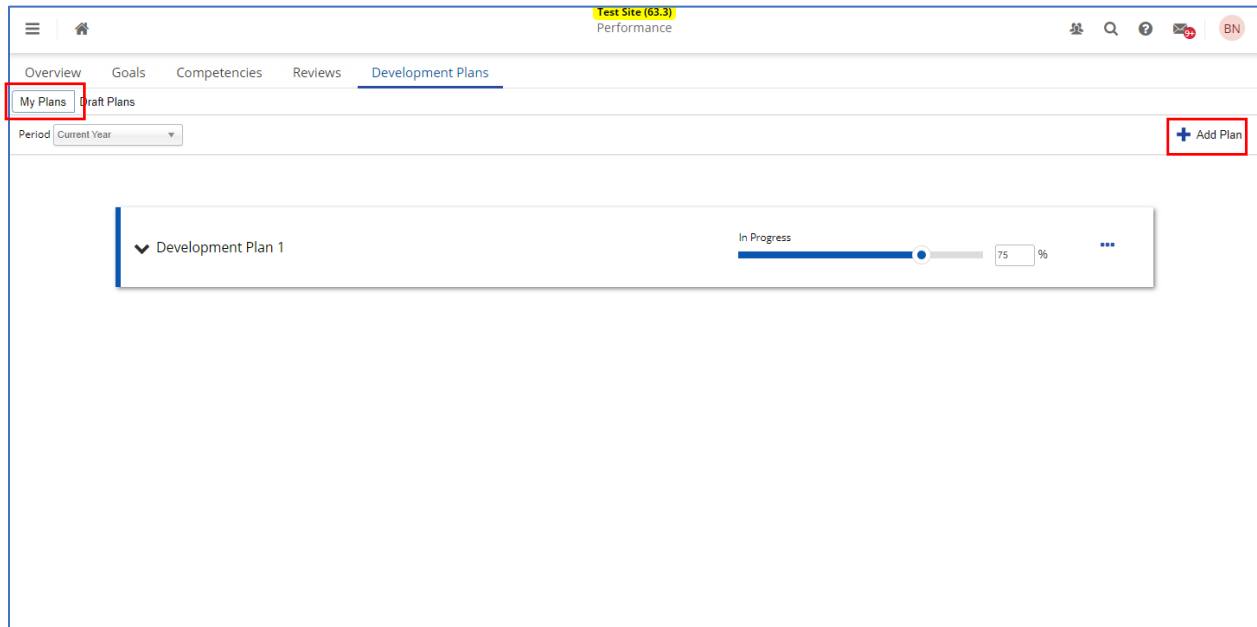 Test Site (63.3)
Performance
9+
BN
Overview Goals Competencies Reviews Development Plans
My Plans Draft Plans
Period Current Year
Add Plan
Development Plan 1
In Progress
75 %